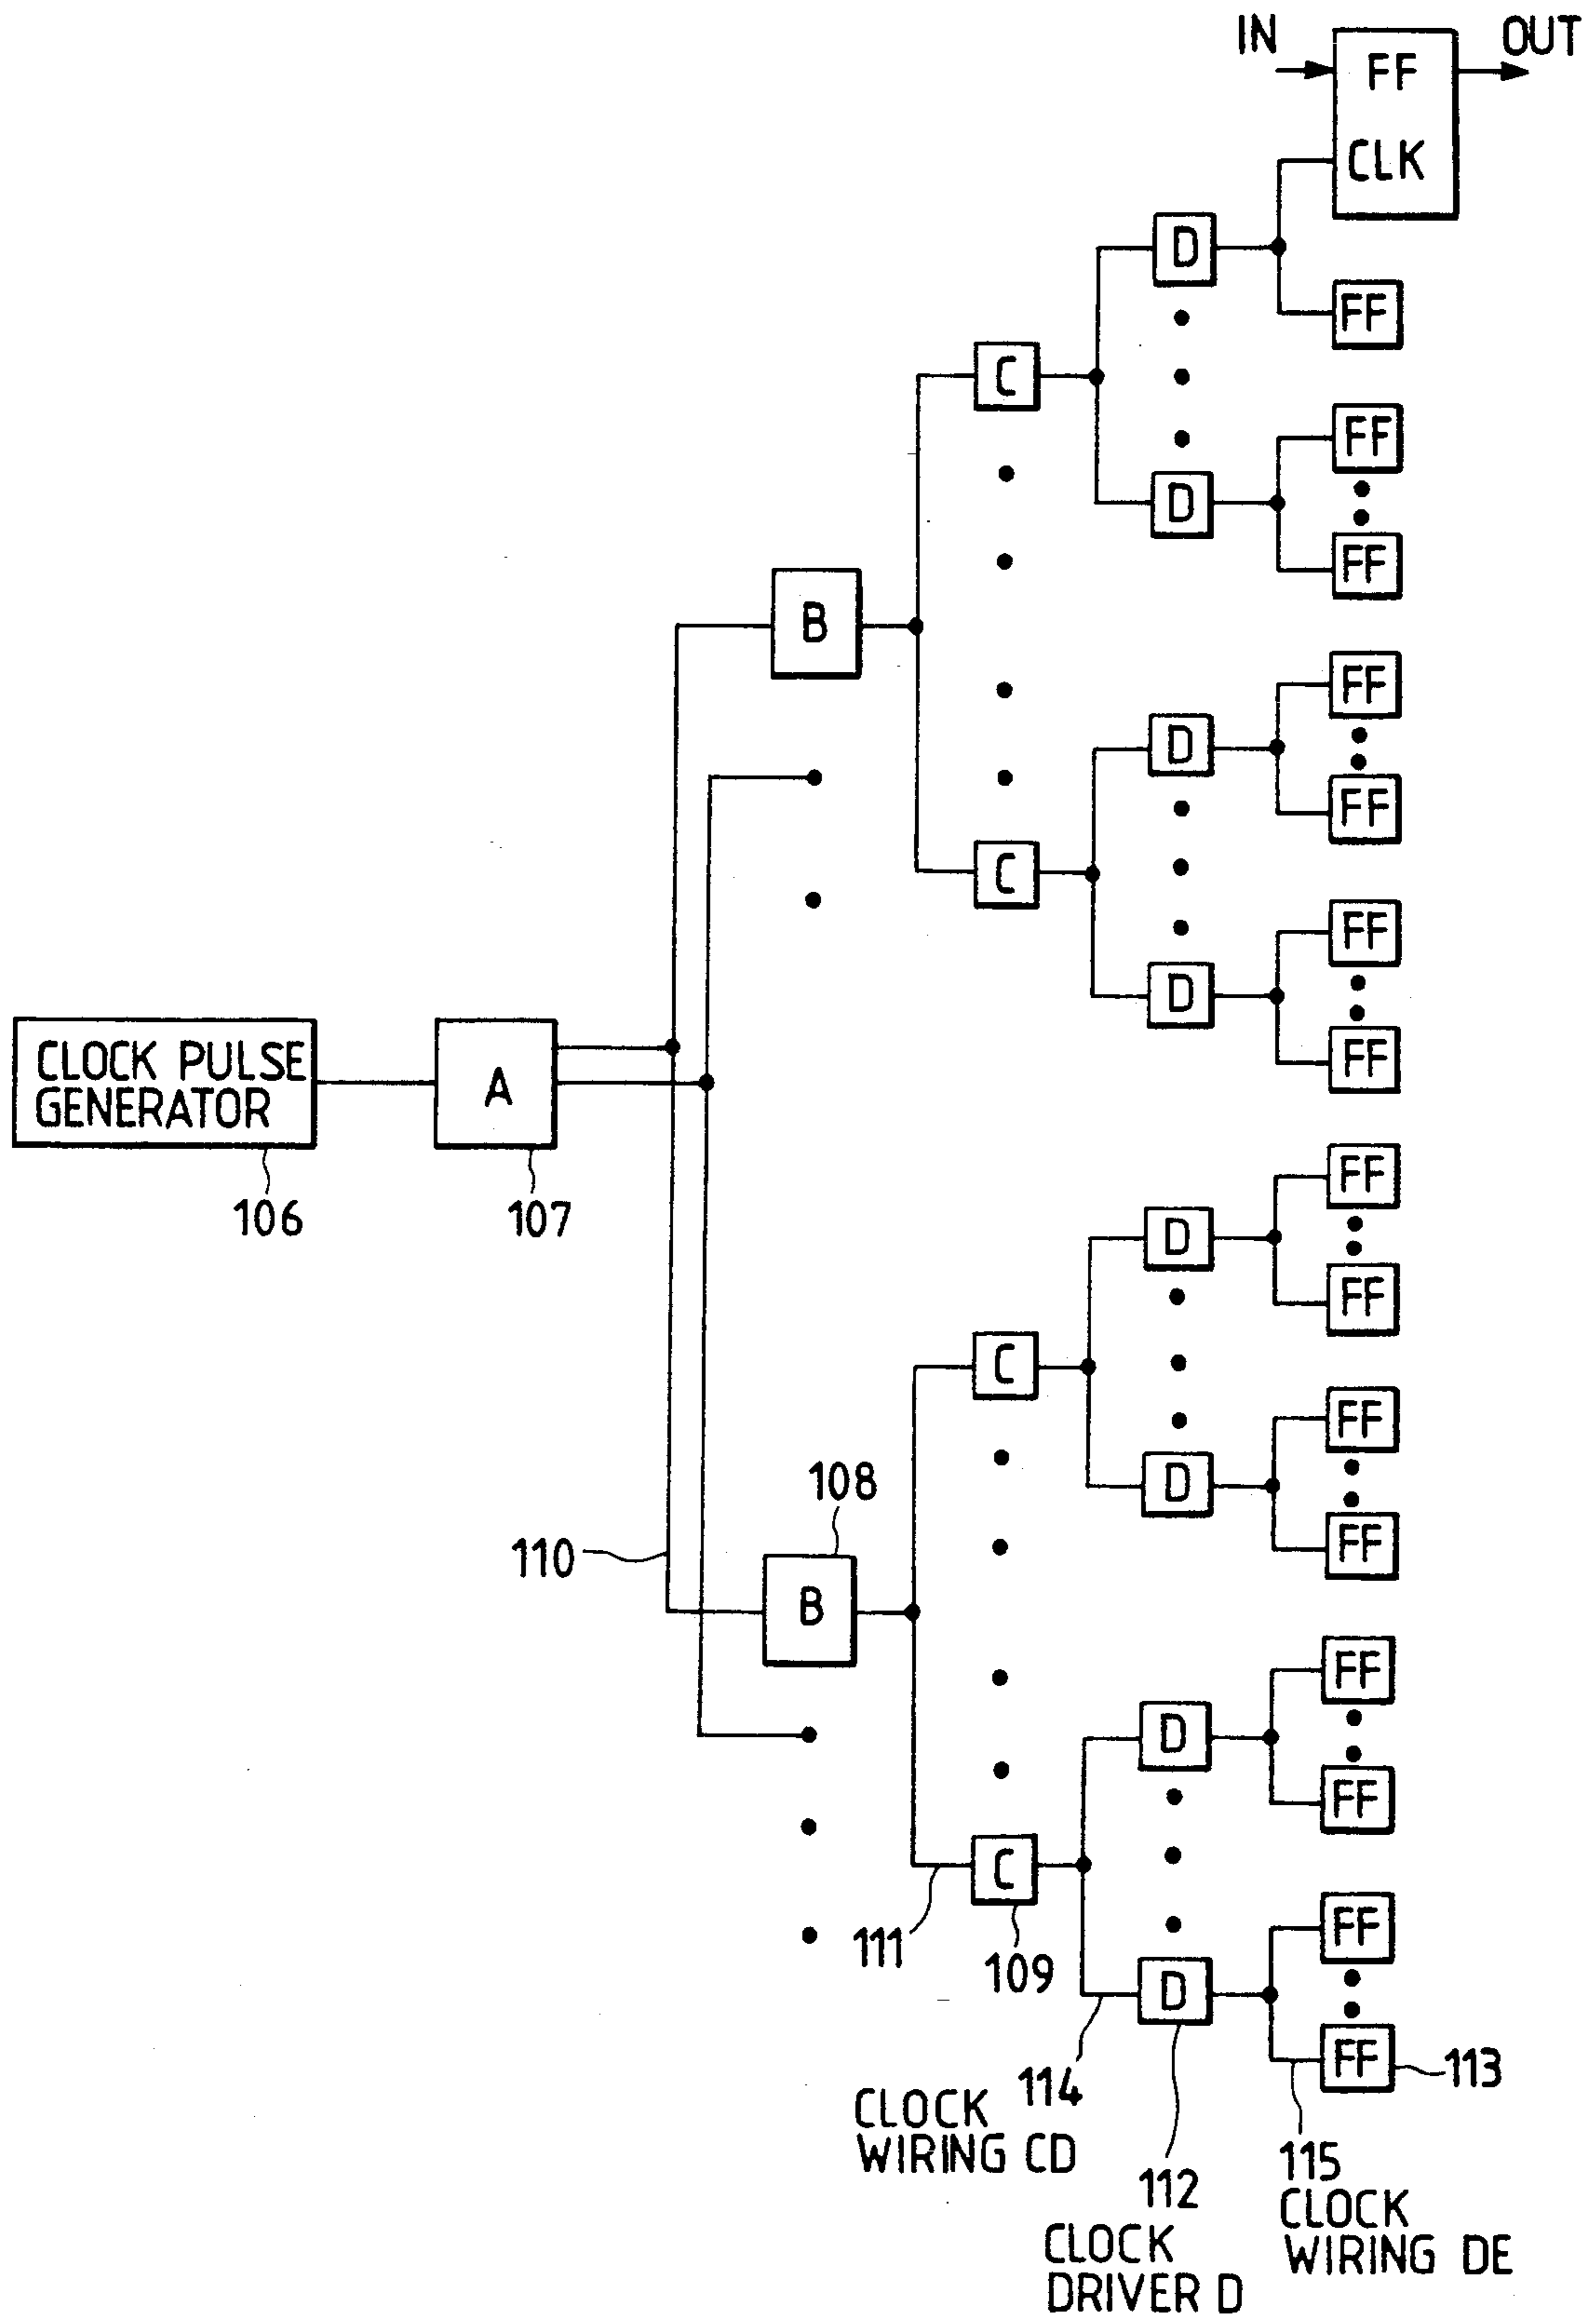 IN
OUT
FF
CLK
D
FF
C
FF
D
FF
B
FF
D
FF
C
FF
D
CLOCK PULSE
GENERATOR
A
FF
106
107
FF
D
FF
C
FF
D
108
110
FF
B
FF
D
FF
C
111
109
FF
D
FF
113
114
CLOCK
WIRING CD
112
115
CLOCK
WIRING DE
CLOCK
DRIVER D